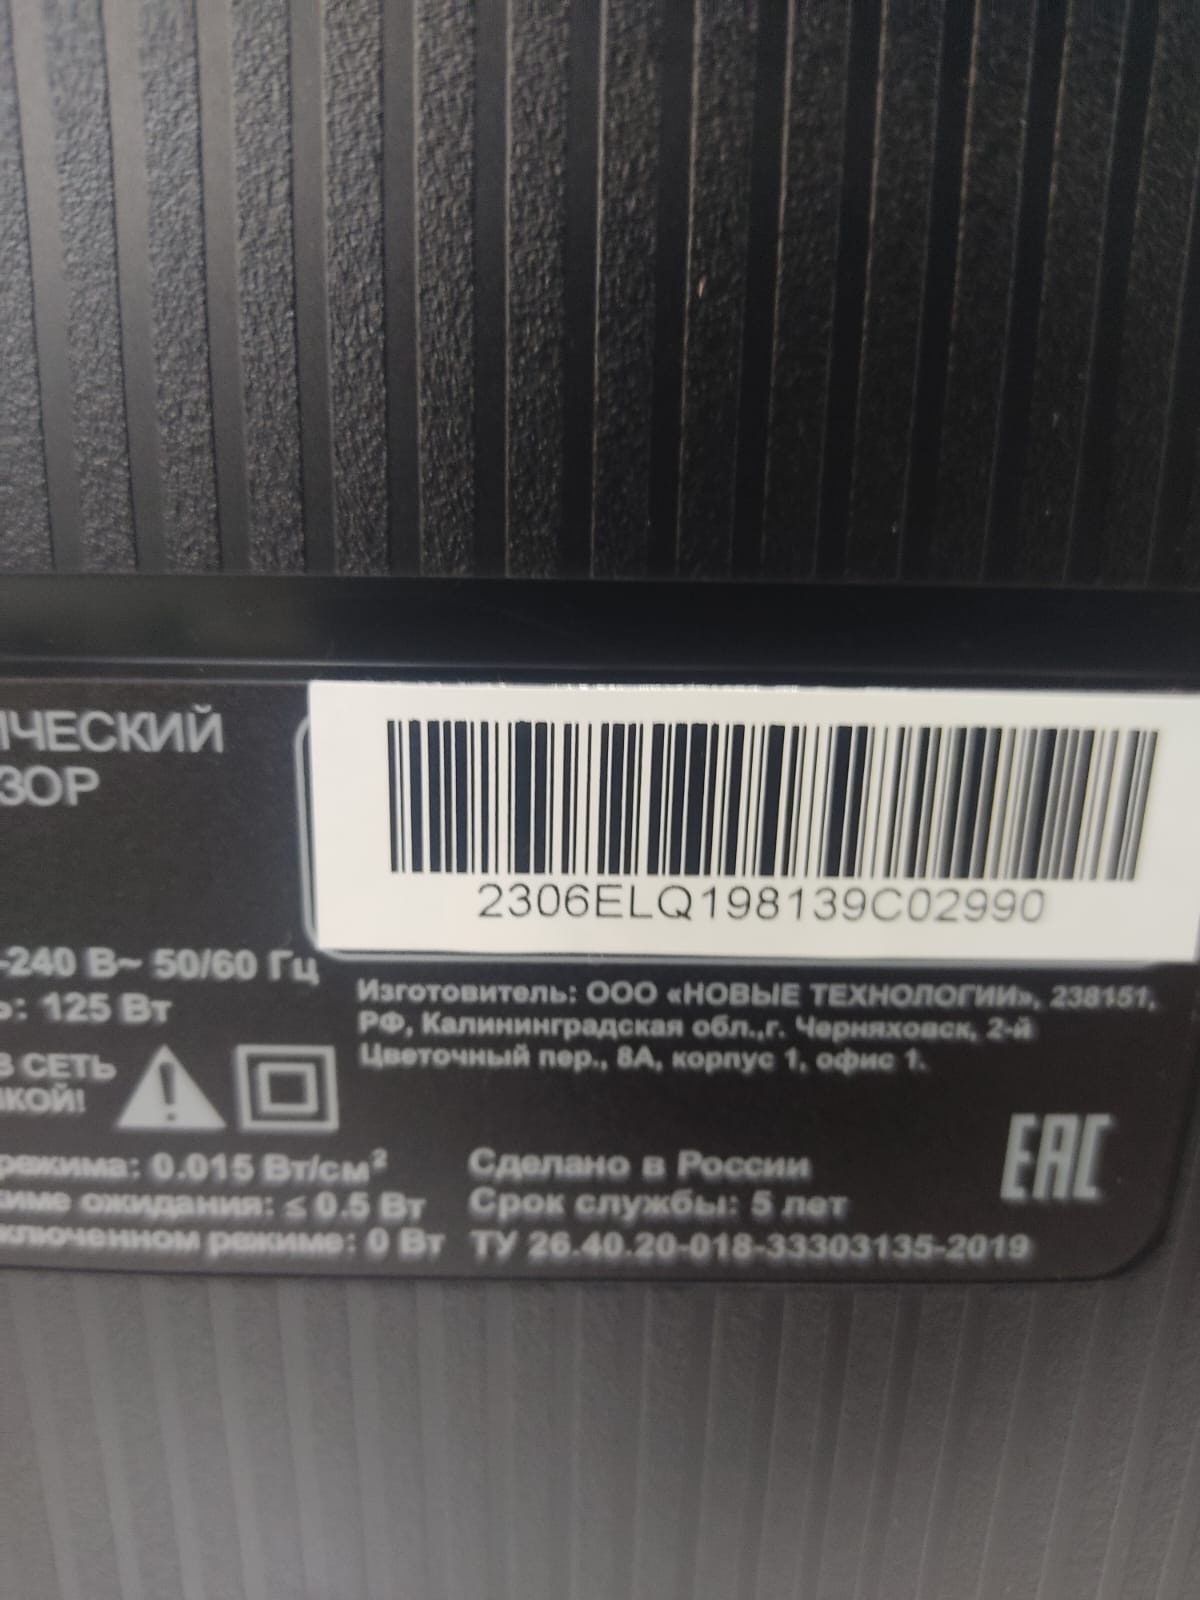 ИЧЕСКИЙ
ЗОР
2306ELQ198139C02990
-240 В~ 50/60 Гц
ь: 125 Вт
В СЕТЬ
КОЙ!
Изготовитель: ООО «НОВЫЕ ТЕХНОЛОГИИ», 238151,
РФ, Калининградская обл.,г. Черняховск, 2-й
Цветочный пер., 8А, корпус 1, офис 1.
EAC
режима: 0.015 Вт/см²
име ожидания: ≤ 0.5 Вт
ключенном режиме: 0 Вт
Сделано в России
Срок службы: 5 лет
ТУ 26.40.20-018-33303135-2019